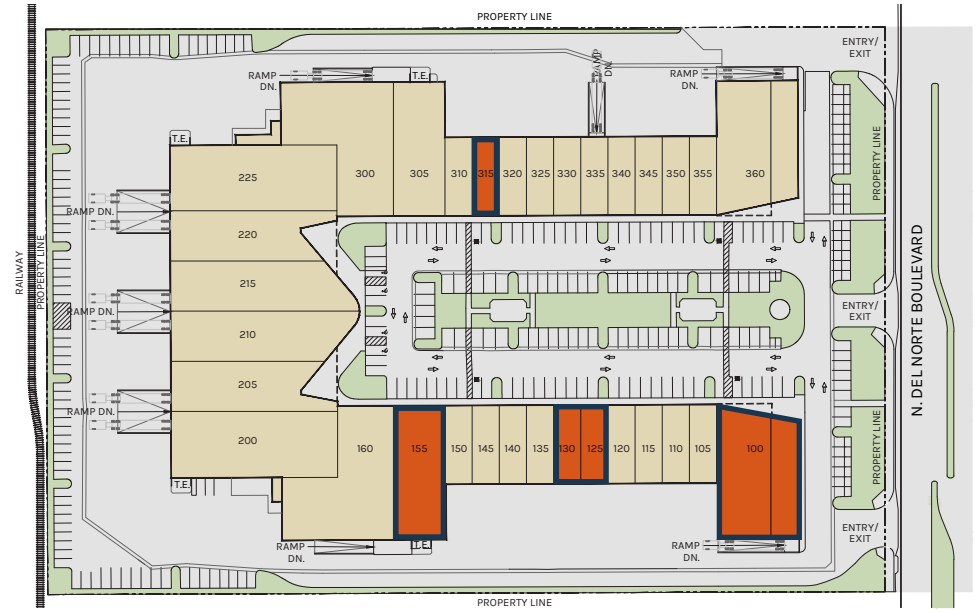 PROPERTY LINE
ENTRY/
EXIT
RAMP
DN.
T.E.
RAMP
DN.
RAMP
DN.
T.E.
PROPERTY LINE
225
300
305
310
315
320
325
330
335
340
345
350
355
360
RAMP DN.
220
RAILWAY
PROPERTY LINE
215
RAMP DN.
210
ENTRY/
EXIT
N. DEL NORTE BOULEVARD
205
RAMP DN.
200
160
155
150
145
140
135
130
125
120
115
110
105
100
PROPERTY LINE
T.E.
ENTRY/
EXIT
RAMP
DN.
T.E.
RAMP
DN.
PROPERTY LINE